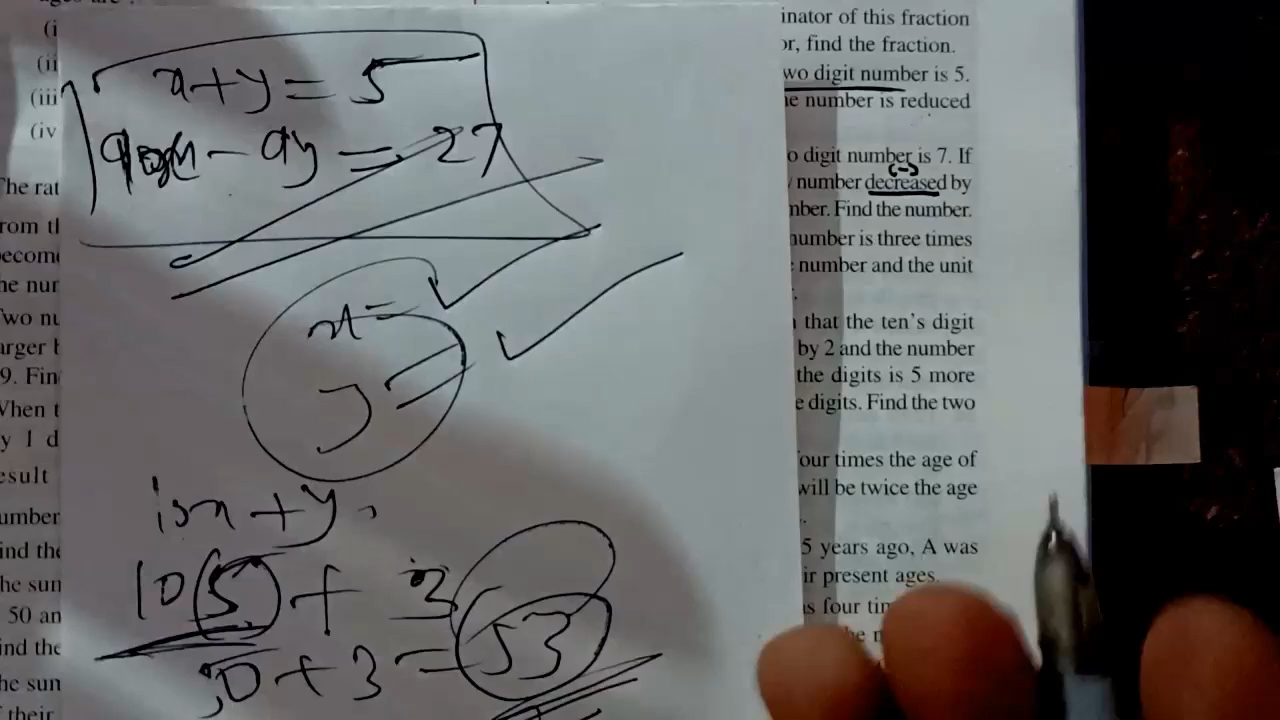 (i
(ii
(iii
(iv
The rat
rom th
ecome
he nur
Two nu
arger b
9. Fin
When t
y 1 d
esult
umber
ind the
he sum
50 an
ind the
he sum
their
x+y = 5
- 9y = 27
x =
y =
10x + y
10(5) + 3
50 + 3 = 53
inator of this fraction
or, find the fraction.
wo digit number is 5.
e number is reduced
o digit number is 7. If
(-)
number decreased by
nber. Find the number.
number is three times
number and the unit
that the ten's digit
by 2 and the number
the digits is 5 more
e digits. Find the two
our times the age of
will be twice the age
5 years ago, A was
ir present ages.
s four tim